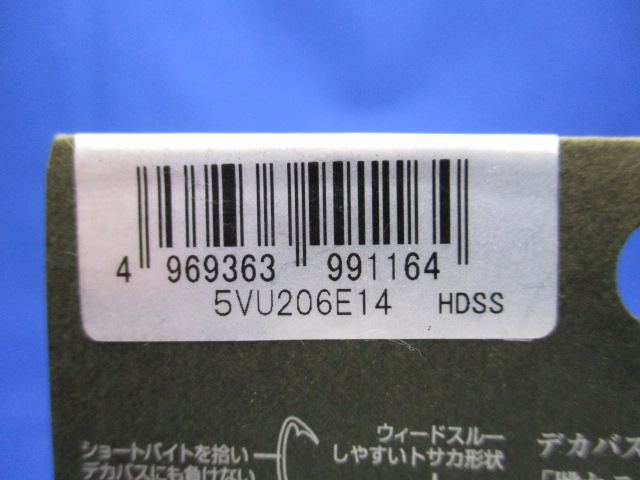 4 969363 991164
5VU206E14 HDSS
ショートバイトを拾い
デカバスにも負けない
ウィードスルー
しやすいトサカ形状
デカバス